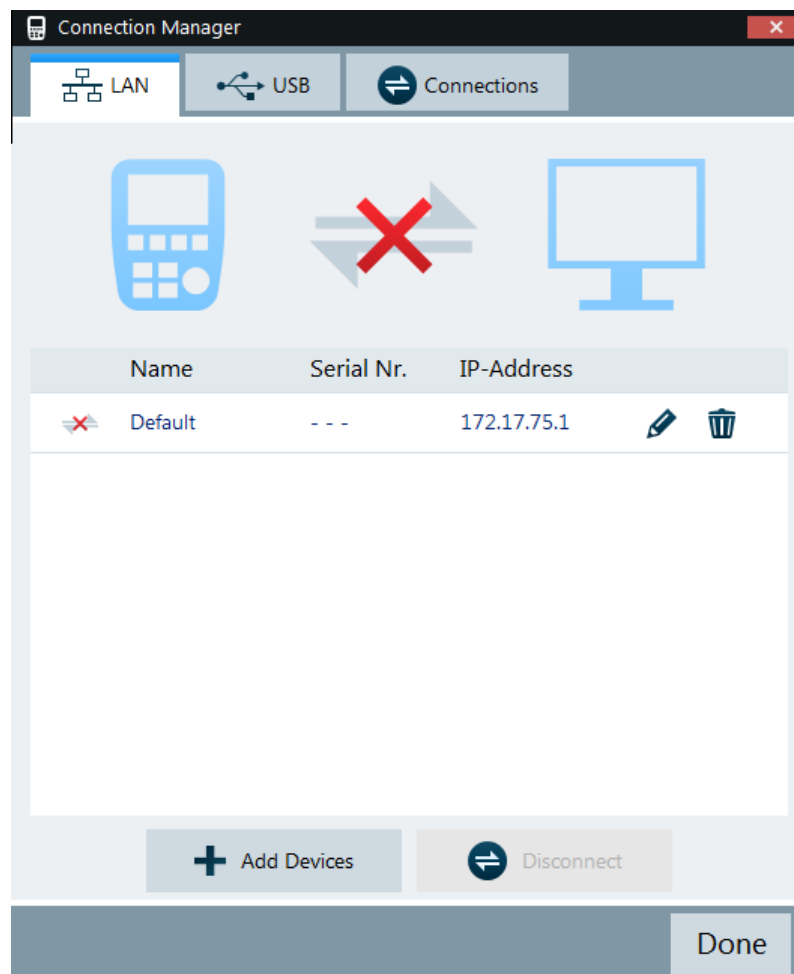 Connection Manager
LAN USB Connections
Name Serial Nr. IP-Address
Default - - - 172.17.75.1
Add Devices Disconnect
Done